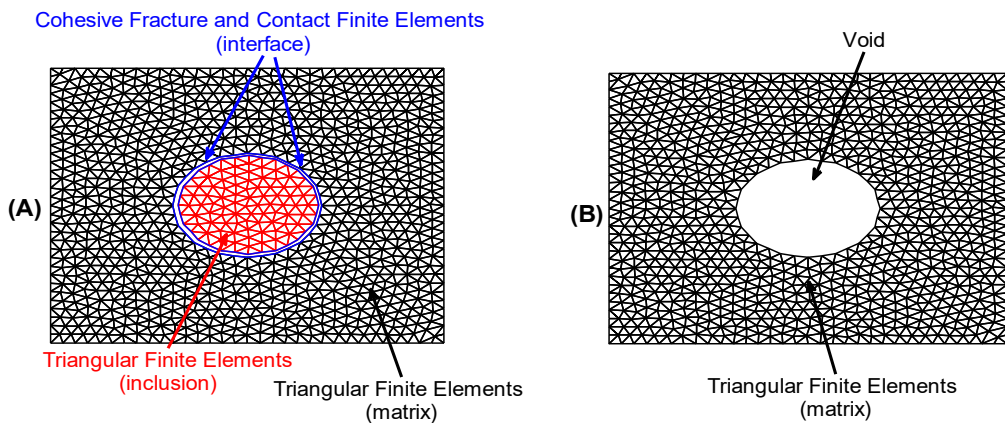 Cohesive Fracture and Contact Finite Elements
(interface)
(A)
Triangular Finite Elements
(inclusion)
Triangular Finite Elements
(matrix)
Void
(B)
Triangular Finite Elements
(matrix)